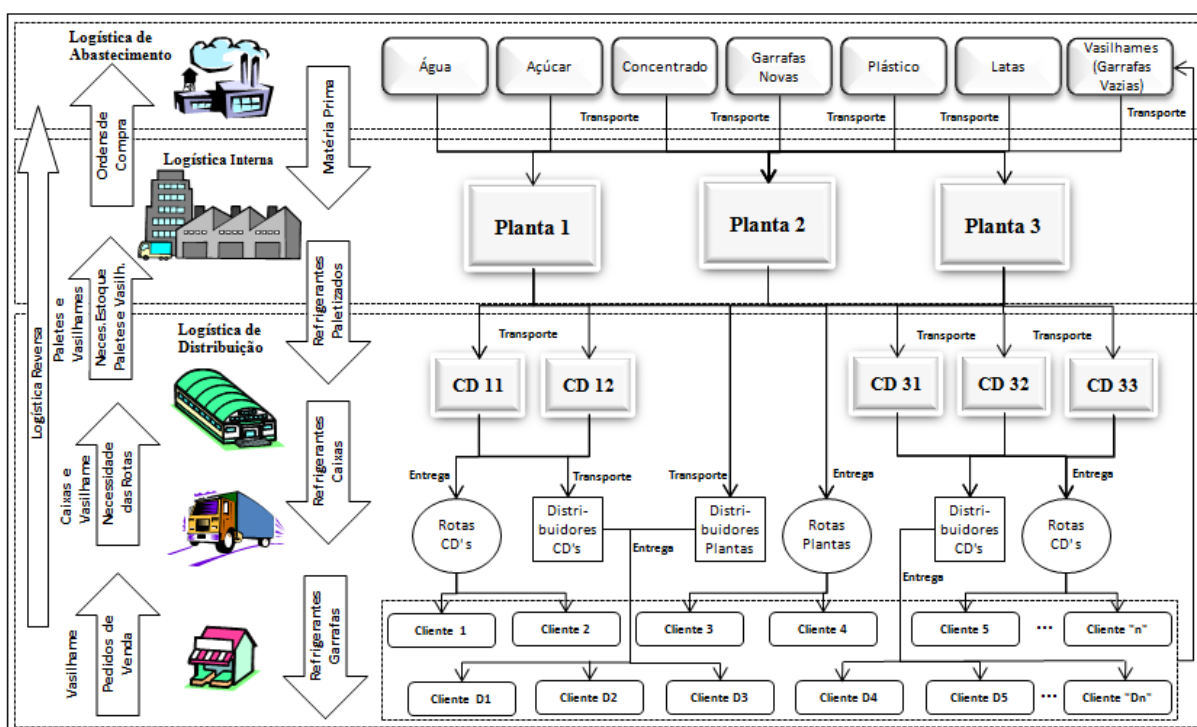 Logística de
Abastecimento
Ordens de
Compra
Matéria Prima
Água
Açúcar
Concentrado
Garrafas
Novas
Plástico
Latas
Vasilhames
(Garrafas
Vazias)
Transporte
Transporte
Transporte
Transporte
Transporte
Logística Interna
Planta 1
Planta 2
Planta 3
Logística Reversa
Paletes e
Vasilhames
Neces.Estoque
Paletes e Vasilh.
Refrigerantes
Paletizados
Logística de
Distribuição
Transporte
Transporte
Transporte
CD 11
CD 12
CD 31
CD 32
CD 33
Caixas e
Vasilhame
Necessidade
das Rotas
Refrigerantes
Caixas
Entrega
Transporte
Transporte
Entrega
Transporte
Entrega
Rotas
CD's
Distri-
buidores
CD's
Distri-
buidores
Plantas
Rotas
Plantas
Distri-
buidores
CD's
Rotas
CD's
Entrega
Entrega
Vasilhame
Pedidos de
Venda
Refrigerantes
Garrafas
Cliente 1
Cliente 2
Cliente 3
Cliente 4
Cliente 5
...
Cliente "n"
Cliente D1
Cliente D2
Cliente D3
Cliente D4
Cliente D5
...
Cliente "Dn"